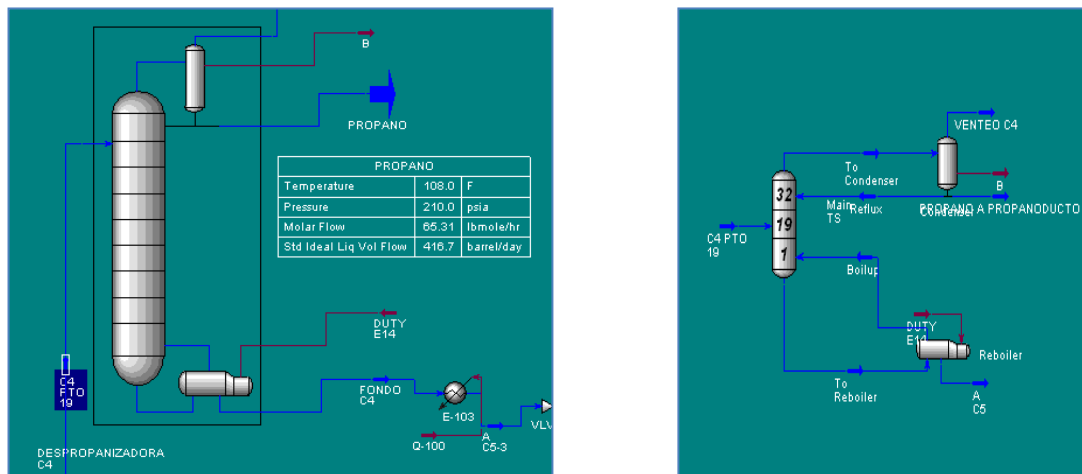 B
PROPANO
PROPANO
Temperature 108.0 F
Pressure 210.0 psia
Molar Flow 65.31 lbmole/hr
Std Ideal Liq Vol Flow 416.7 barrel/day
DUTY
E14
C4
PTO
19
FONDO
C4
E-103
Q-100
A
C5-3
VLV
DESPROPANIZADORA
C4
VENTEO C4
To
Condenser
B
32
19
1
Main
TS
Reflux
Condenser
PROPANO A PROPANODUCTO
C4 PTO
19
Boilup
DUTY
E14
Reboiler
To
Reboiler
A
C5